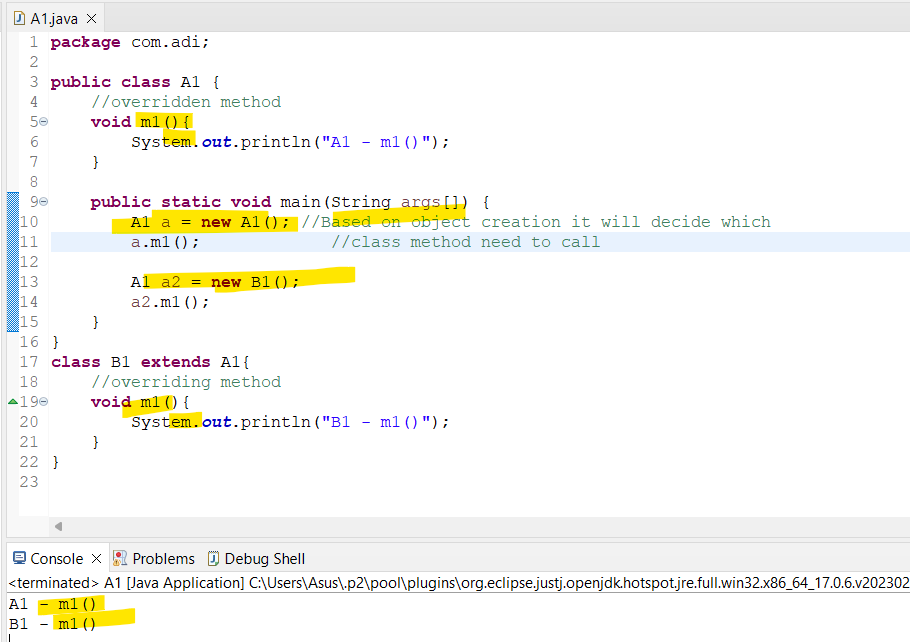 A1.java
1 package com.adi;
2
3 public class A1 {
4     //overridden method
5     void m1(){
6         System.out.println("A1 - m1()");
7     }
8
9     public static void main(String args[]) {
10         A1 a = new A1(); //Based on object creation it will decide which
11         a.m1();             //class method need to call
12
13         A1 a2 = new B1();
14         a2.m1();
15     }
16 }
17 class B1 extends A1{
18     //overriding method
19     void m1(){
20         System.out.println("B1 - m1()");
21     }
22 }
23
Console Problems Debug Shell
<terminated> A1 [Java Application] C:\Users\Asus\.p2\pool\plugins\org.eclipse.justj.openjdk.hotspot.jre.full.win32.x86_64_17.0.6.v202302
A1 - m1()
B1 - m1()